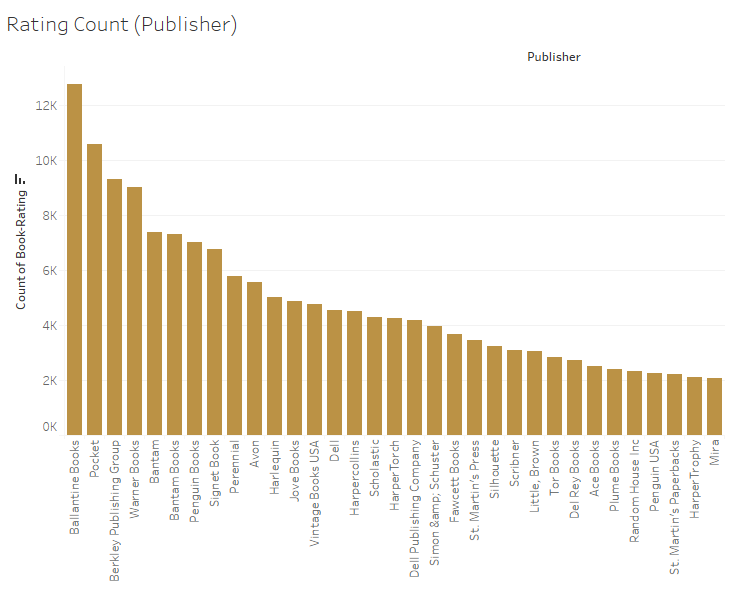 Rating Count (Publisher)
Publisher
Count of Book-Rating
12K
10K
8K
6K
4K
2K
0K
Ballantine Books
Pocket
Berkley Publishing Group
Warner Books
Bantam
Bantam Books
Penguin Books
Signet Book
Perennial
Avon
Harlequin
Jove Books
Vintage Books USA
Dell
Harpercollins
Scholastic
HarperTorch
Dell Publishing Company
Simon &amp; Schuster
Fawcett Books
St. Martin's Press
Silhouette
Scribner
Little, Brown
Tor Books
Del Rey Books
Ace Books
Plume Books
Random House Inc
Penguin USA
St. Martin's Paperbacks
HarperTrophy
Mira